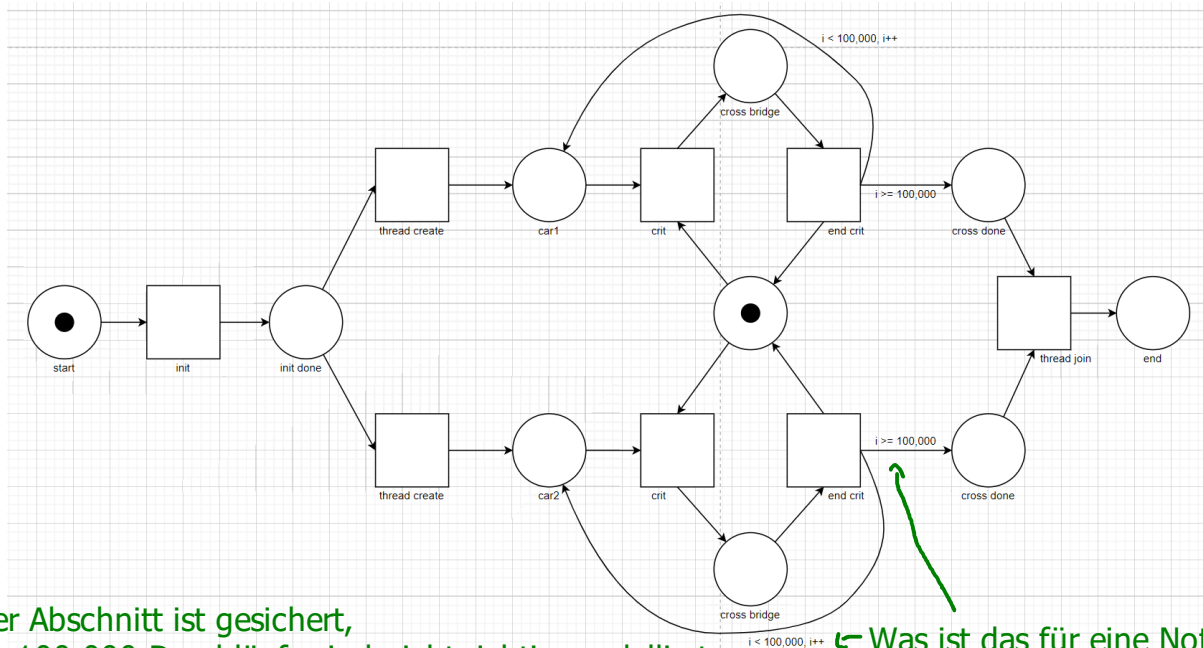 i < 100,000, i++
cross bridge
i >= 100,000
thread create
car1
crit
end crit
cross done
start
init
init done
thread join
end
i >= 100,000
thread create
car2
crit
end crit
cross done
cross bridge
i < 100,000, i++
er Abschnitt ist gesichert,
Was ist das für eine